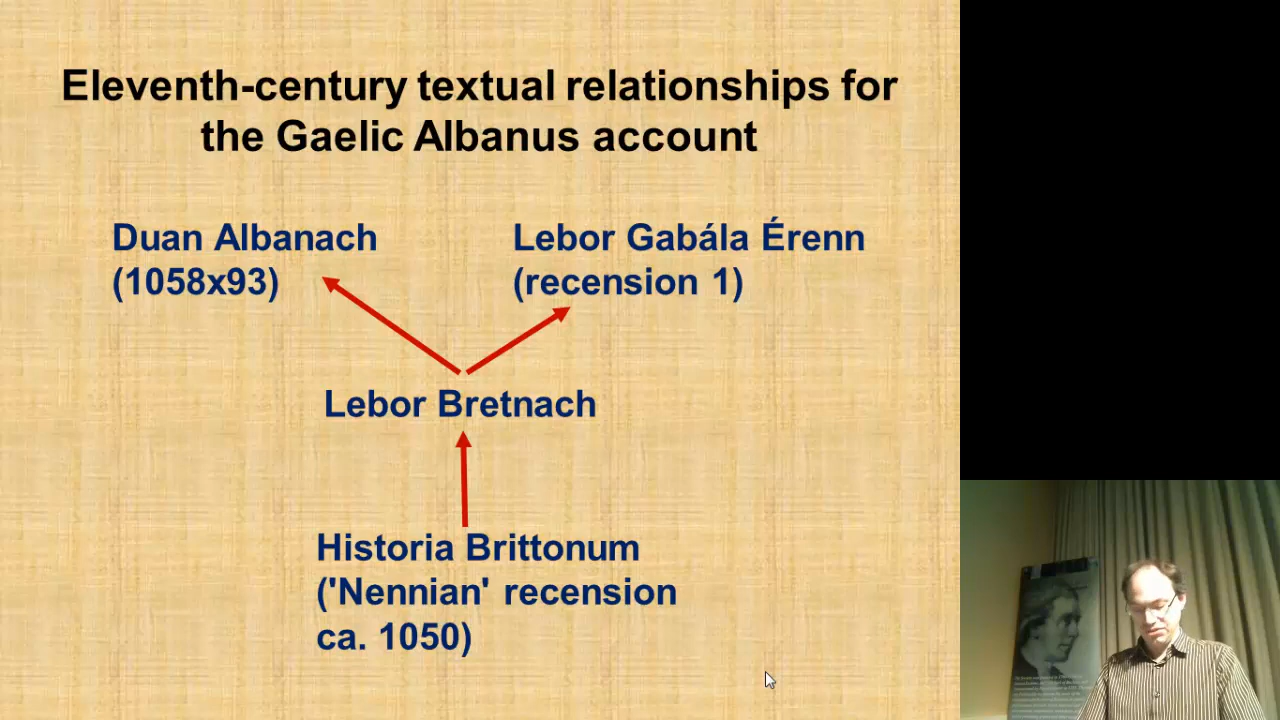 Eleventh-century textual relationships for
the Gaelic Albanus account
Duan Albanach
(1058x93)
Lebor Gabála Érenn
(recension 1)
Lebor Bretnach
Historia Brittonum
('Nennian' recension
ca. 1050)